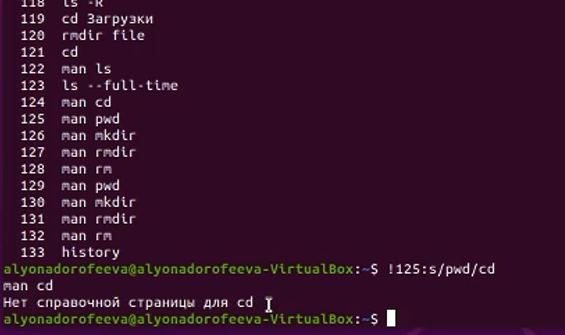 118 ls -R
119 cd Загрузки
120 rmdir file
121 cd
122 man ls
123 ls --full-time
124 man cd
125 man pwd
126 man mkdir
127 man rmdir
128 man rm
129 man pwd
130 man mkdir
131 man rmdir
132 man rm
133 history
alyonadorofeeva@alyonadorofeeva-VirtualBox:~$ !125:s/pwd/cd
man cd
Нет справочной страницы для cd
alyonadorofeeva@alyonadorofeeva-VirtualBox:~$